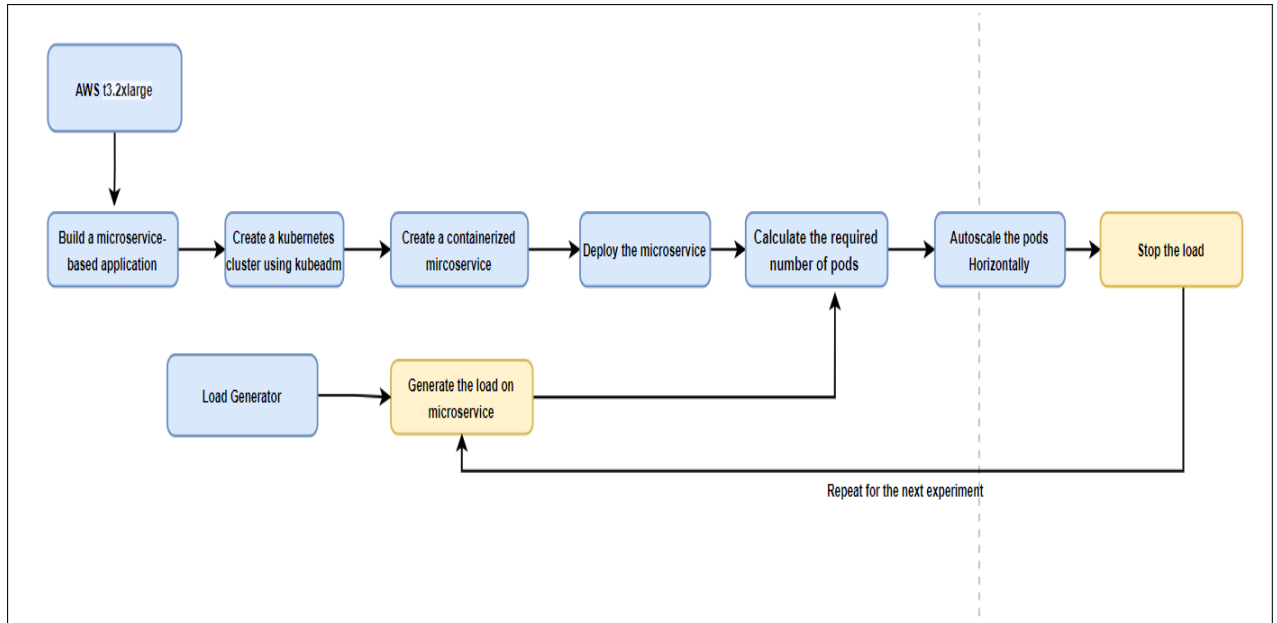 AWS t3.2xlarge
Build a microservice-
based application
Create a kubernetes
cluster using kubeadm
Create a containerized
mircoservice
Deploy the microservice
Calculate the required
number of pods
Autoscale the pods
Horizontally
Stop the load
Load Generator
Generate the load on
microservice
Repeat for the next experiment